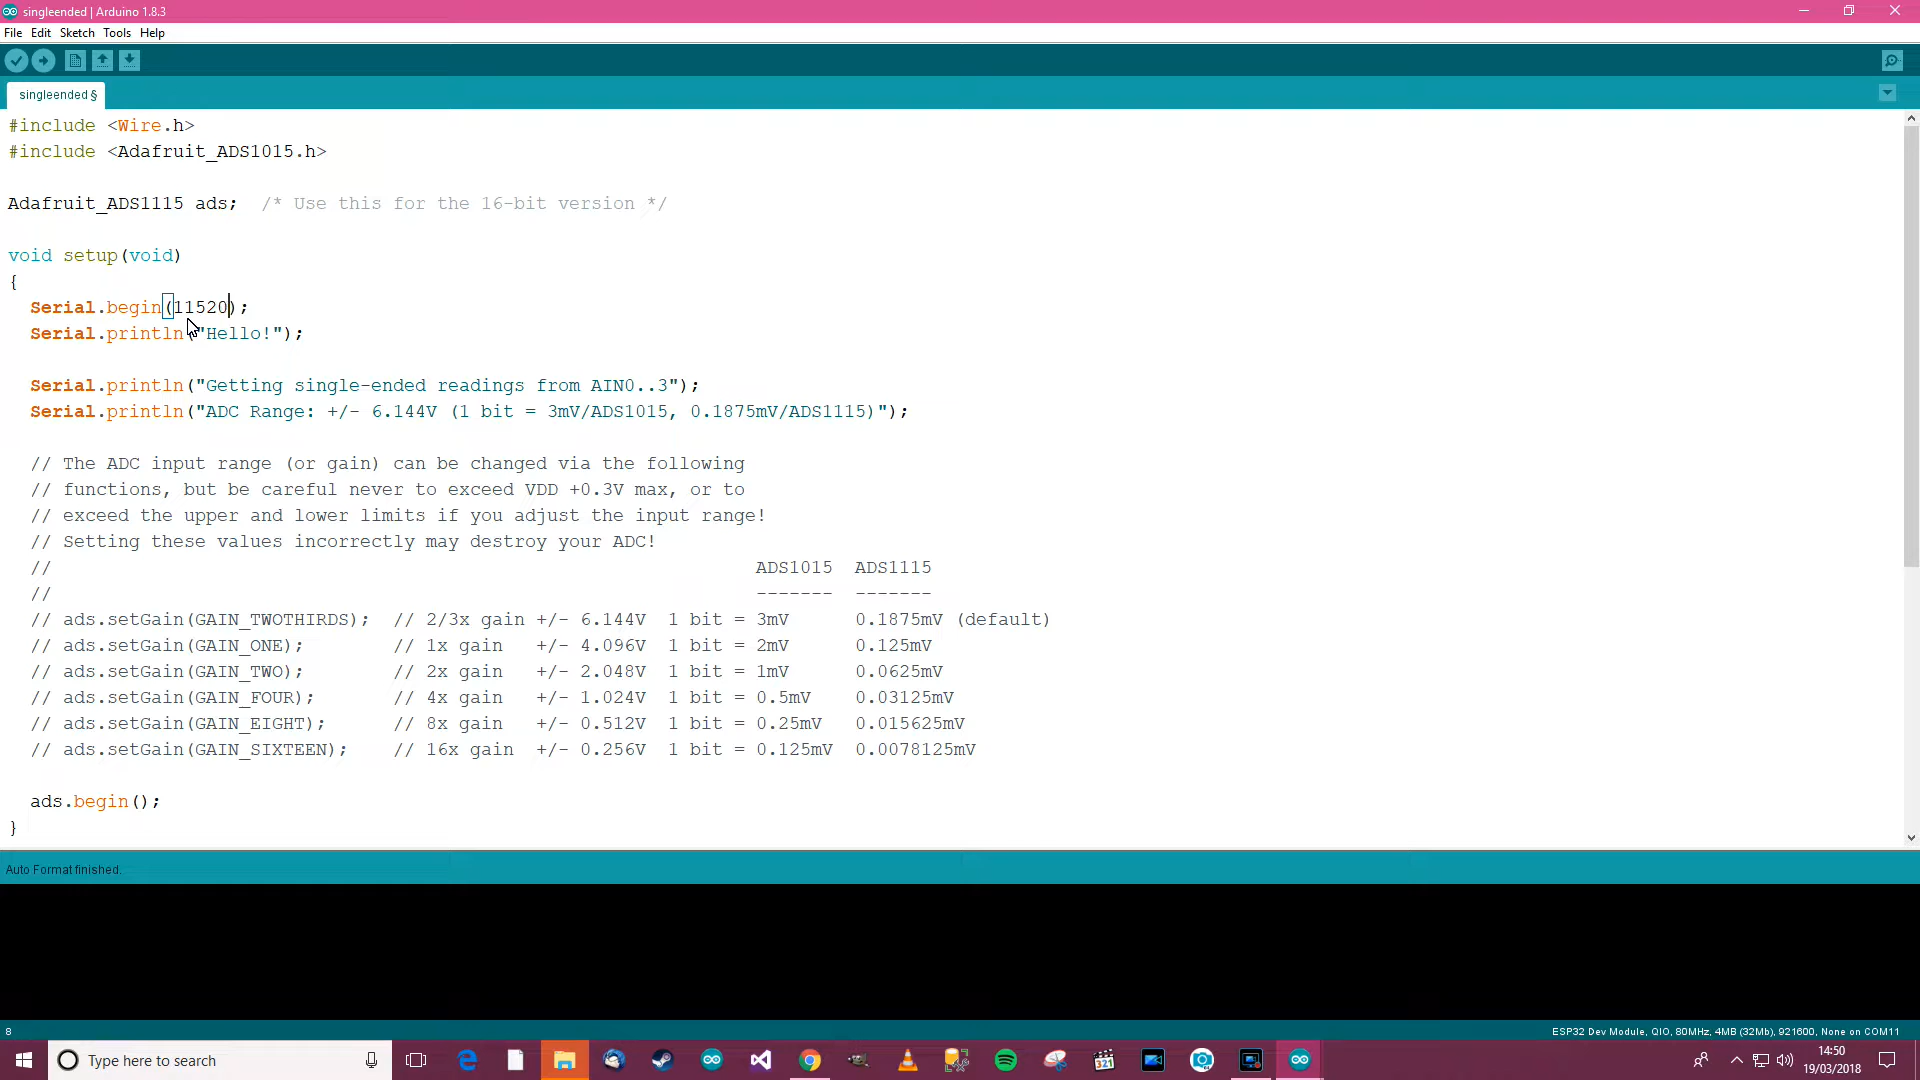 singleended | Arduino 1.8.3
File Edit Sketch Tools Help
singleended §
#include <Wire.h>
#include <Adafruit_ADS1015.h>
Adafruit_ADS1115 ads;  /* Use this for the 16-bit version */
void setup(void)
{
  Serial.begin(11520);
  Serial.println("Hello!");
  Serial.println("Getting single-ended readings from AIN0..3");
  Serial.println("ADC Range: +/- 6.144V (1 bit = 3mV/ADS1015, 0.1875mV/ADS1115)");
  // The ADC input range (or gain) can be changed via the following
  // functions, but be careful never to exceed VDD +0.3V max, or to
  // exceed the upper and lower limits if you adjust the input range!
  // Setting these values incorrectly may destroy your ADC!
  //                                                                ADS1015  ADS1115
  //                                                                -------  -------
  // ads.setGain(GAIN_TWOTHIRDS);  // 2/3x gain +/- 6.144V  1 bit = 3mV      0.1875mV (default)
  // ads.setGain(GAIN_ONE);        // 1x gain   +/- 4.096V  1 bit = 2mV      0.125mV
  // ads.setGain(GAIN_TWO);        // 2x gain   +/- 2.048V  1 bit = 1mV      0.0625mV
  // ads.setGain(GAIN_FOUR);       // 4x gain   +/- 1.024V  1 bit = 0.5mV    0.03125mV
  // ads.setGain(GAIN_EIGHT);      // 8x gain   +/- 0.512V  1 bit = 0.25mV   0.015625mV
  // ads.setGain(GAIN_SIXTEEN);    // 16x gain  +/- 0.256V  1 bit = 0.125mV  0.0078125mV
  ads.begin();
}
Auto Format finished.
8 ESP32 Dev Module, QIO, 80MHz, 4MB (32Mb), 921600, None on COM11
Type here to search
14:50
19/03/2018